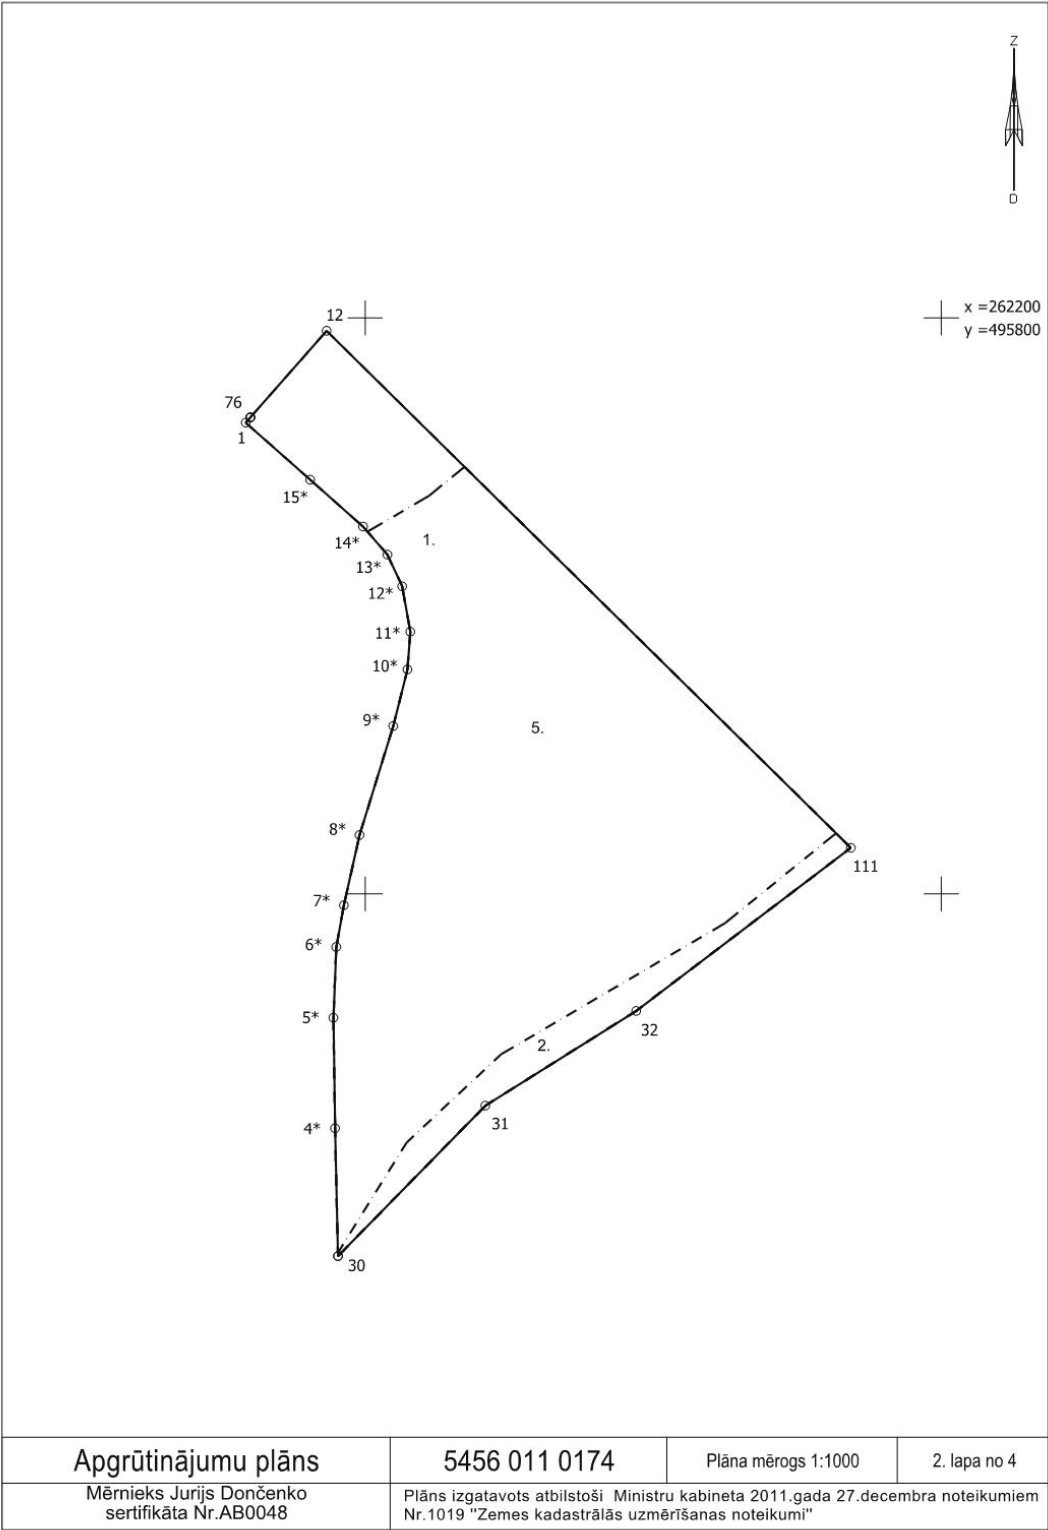 Z
D
x =262200
y =495800
12
76
1
15*
14*
1.
13*
12*
11*
10*
9*
5.
8*
111
7*
6*
5*
32
2.
31
4*
30
Apgrūtinājumu plāns
5456 011 0174
Plāna mērogs 1:1000
2. lapa no 4
Mērnieks Jurijs Dončenko
sertifikāta Nr.AB0048
Plāns izgatavots atbilstoši Ministru kabineta 2011.gada 27.decembra noteikumiem
Nr.1019 "Zemes kadastrālās uzmērīšanas noteikumi"